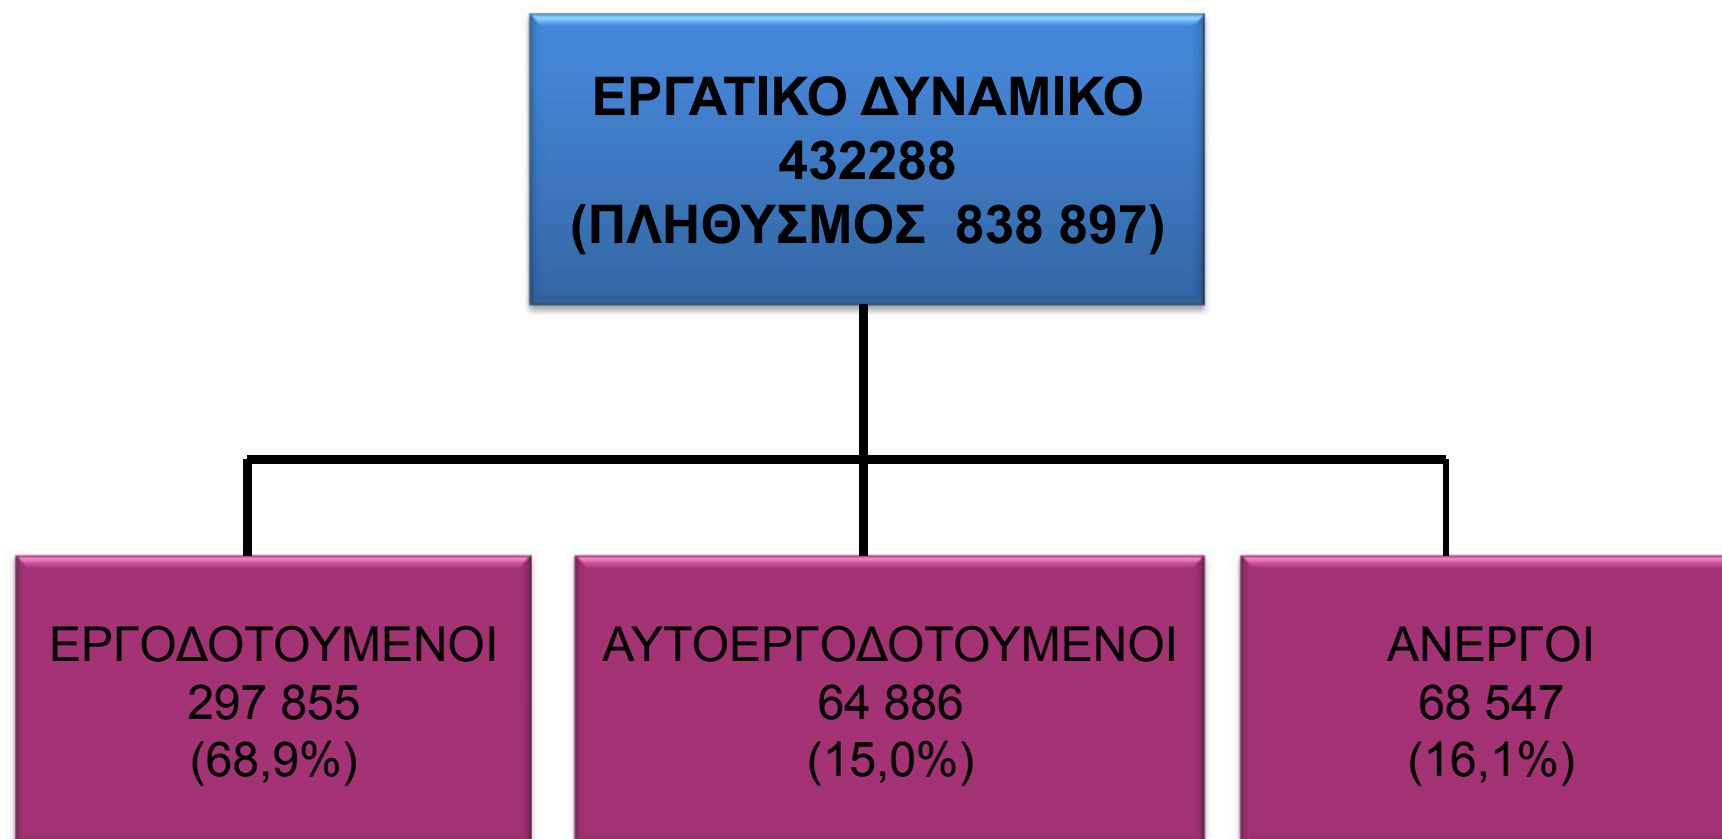 ΕΡΓΑΤΙΚΟ ΔΥΝΑΜΙΚΟ
432288
(ΠΛΗΘΥΣΜΟΣ 838 897)
ΕΡΓΟΔΟΤΟΥΜΕΝΟΙ
297 855
(68,9%)
ΑΥΤΟΕΡΓΟΔΟΤΟΥΜΕΝΟΙ
64 886
(15,0%)
ΑΝΕΡΓΟΙ
68 547
(16,1%)